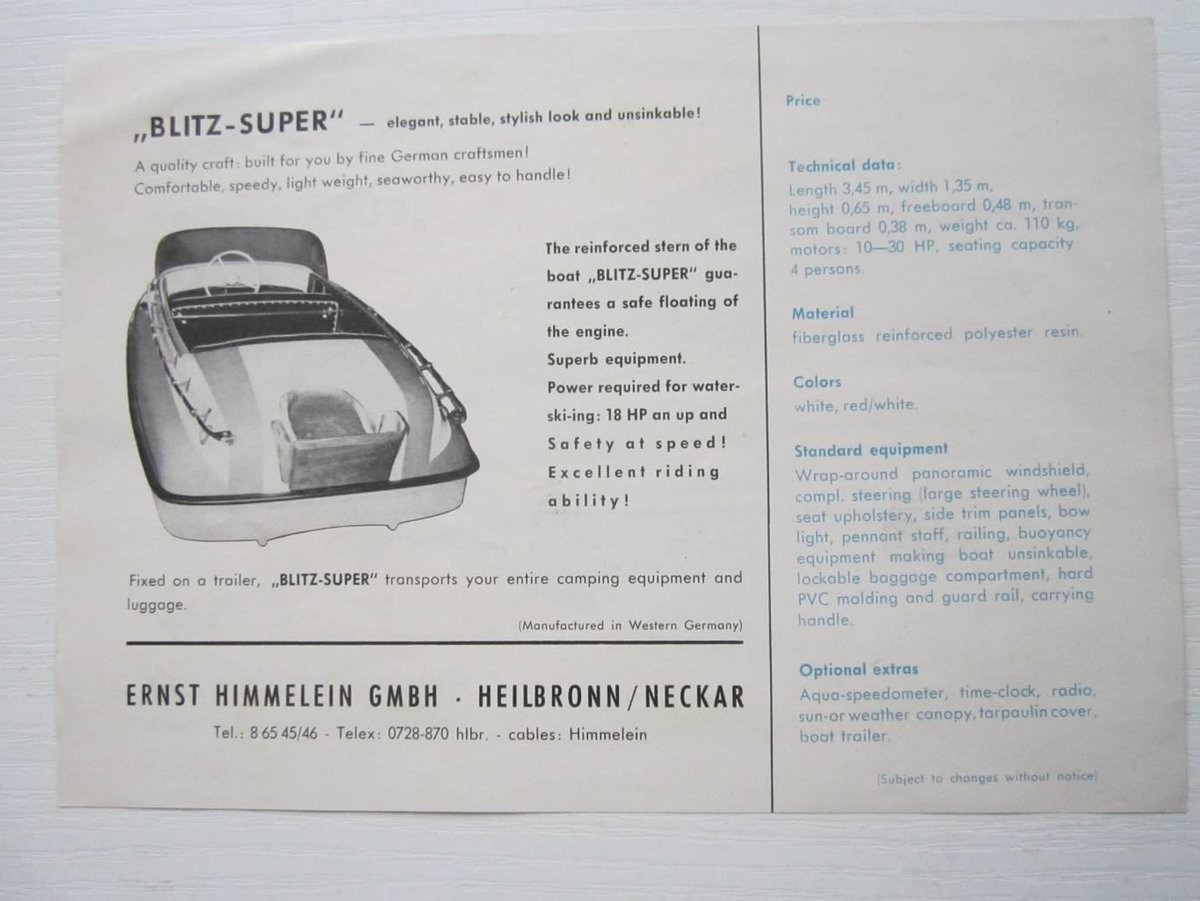 „BLITZ-SUPER“ — elegant, stable, stylish look and unsinkable!
A quality craft: built for you by fine German craftsmen!
Comfortable, speedy, light weight, seaworthy, easy to handle!
The reinforced stern of the
boat „BLITZ-SUPER“ gua-
rantees a safe floating of
the engine.
Superb equipment.
Power required for water-
ski-ing: 18 HP an up and
Safety at speed!
Excellent riding
ability!
Fixed on a trailer, „BLITZ-SUPER“ transports your entire camping equipment and
luggage.
(Manufactured in Western Germany)
ERNST HIMMELEIN GMBH · HEILBRONN/NECKAR
Tel.: 8 65 45/46 - Telex: 0728-870 hlbr. - cables: Himmelein
Price
Technical data:
Length 3,45 m, width 1,35 m,
height 0,65 m, freeboard 0,48 m, tran-
som board 0,38 m, weight ca. 110 kg,
motors: 10—30 HP, seating capacity
4 persons.
Material
fiberglass reinforced polyester resin.
Colors
white, red/white.
Standard equipment
Wrap-around panoramic windshield,
compl. steering (large steering wheel),
seat upholstery, side trim panels, bow
light, pennant staff, railing, buoyancy
equipment making boat unsinkable,
lockable baggage compartment, hard
PVC molding and guard rail, carrying
handle.
Optional extras
Aqua-speedometer, time-clock, radio,
sun-or weather canopy, tarpaulin cover,
boat trailer.
(Subject to changes without notice)